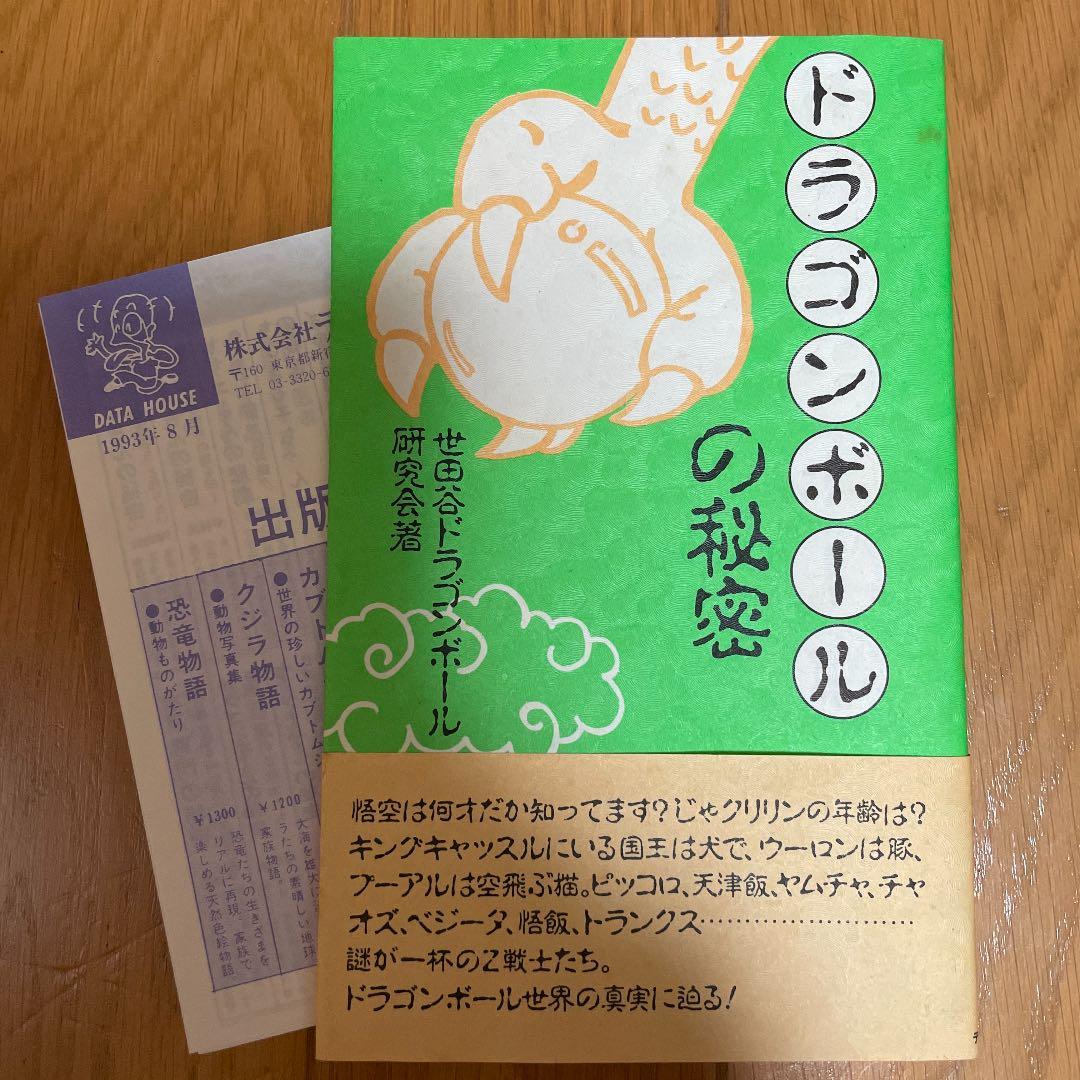 ドラゴンボール
の秘密
世田谷ドラゴンボール
研究会著
悟空は何才だか知ってます?じゃクリリンの年齢は?
キングキャッスルにいる国王は犬で、ウーロンは豚、
プーアルは空飛ぶ猫。ピッコロ、天津飯、ヤムチャ、チャ
オズ、ベジータ、悟飯、トランクス……………………
謎が一杯のZ戦士たち。
ドラゴンボール世界の真実に迫る!
DATA HOUSE
1993年8月
株式会社デ
〒160 東京都新宿
TEL 03-3320-6
出版
カブトム
●世界の珍しいカブトムシ
クジラ物語
●動物写真集
¥1200
大海を雄大に
うたちの素晴しい地球
家族物語。
恐竜物語
●動物ものがたり
¥1300
恐竜たちの生きざまを
リアルに再現。家族で
楽しめる天然色絵物語